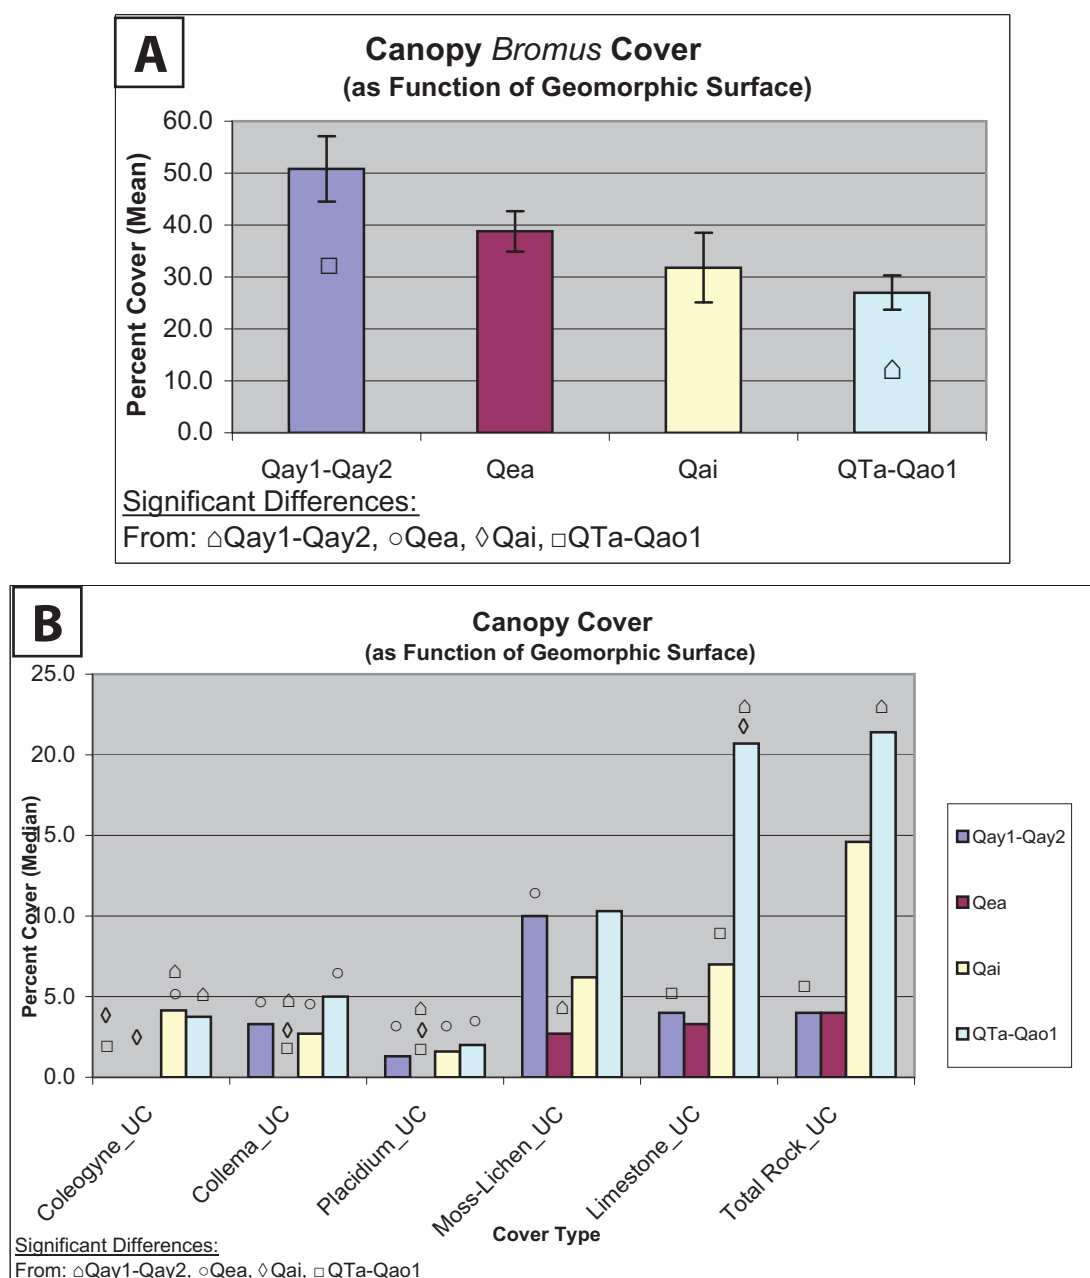 A
Canopy Bromus Cover
(as Function of Geomorphic Surface)
Percent Cover (Mean)
60.0
50.0
40.0
30.0
20.0
10.0
0.0
Qay1-Qay2 Qea Qai QTa-Qao1
Significant Differences:
From: ⌂Qay1-Qay2, ○Qea, ◊Qai, □QTa-Qao1
B
Canopy Cover
(as Function of Geomorphic Surface)
Percent Cover (Median)
25.0
20.0
15.0
10.0
5.0
0.0
Coleogyne_UC
Collema_UC
Placidium_UC
Moss-Lichen_UC
Limestone_UC
Total Rock_UC
Cover Type
Qay1-Qay2
Qea
Qai
QTa-Qao1
Significant Differences:
From: ⌂Qay1-Qay2, ○Qea, ◊Qai, □QTa-Qao1